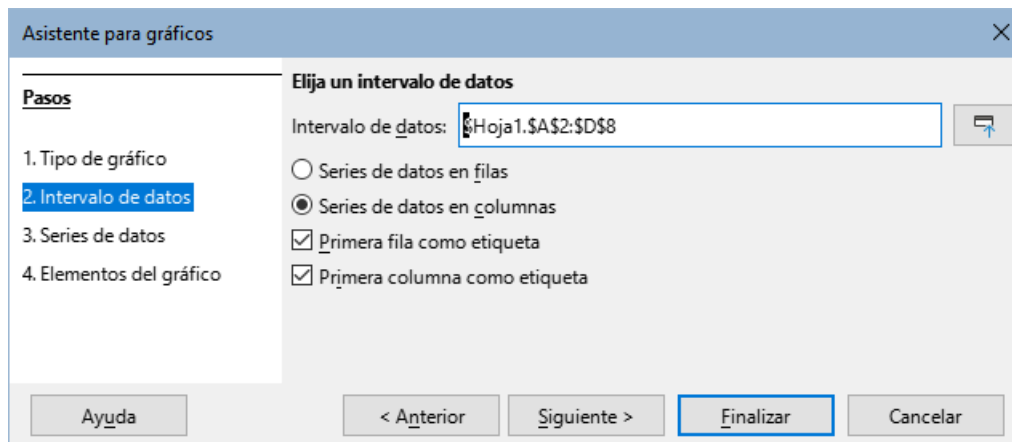 Asistente para gráficos
Pasos
1. Tipo de gráfico
2. Intervalo de datos
3. Series de datos
4. Elementos del gráfico
Elija un intervalo de datos
Intervalo de datos: $Hoja1.$A$2:$D$8
Series de datos en filas
Series de datos en columnas
Primera fila como etiqueta
Primera columna como etiqueta
Ayuda
< Anterior
Siguiente >
Finalizar
Cancelar